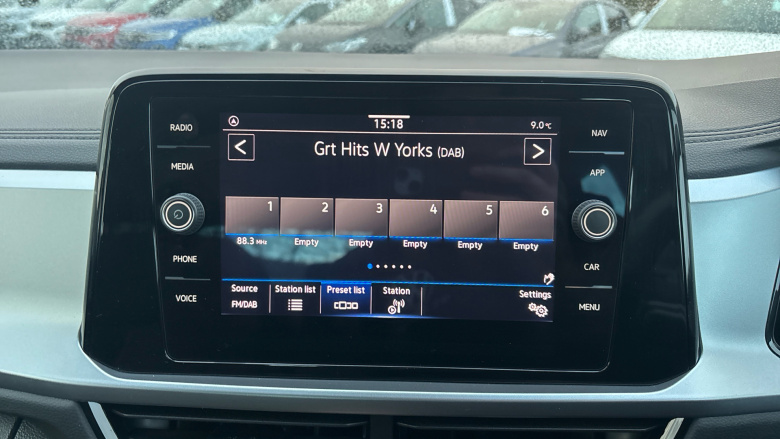 RADIO
MEDIA
PHONE
VOICE
15:18
9.0°C
Grt Hits W Yorks (DAB)
< >
1 2 3 4 5 6
88.3 MHz Empty Empty Empty Empty Empty
Source Station list Preset list Station Settings
FM/DAB
NAV
APP
CAR
MENU